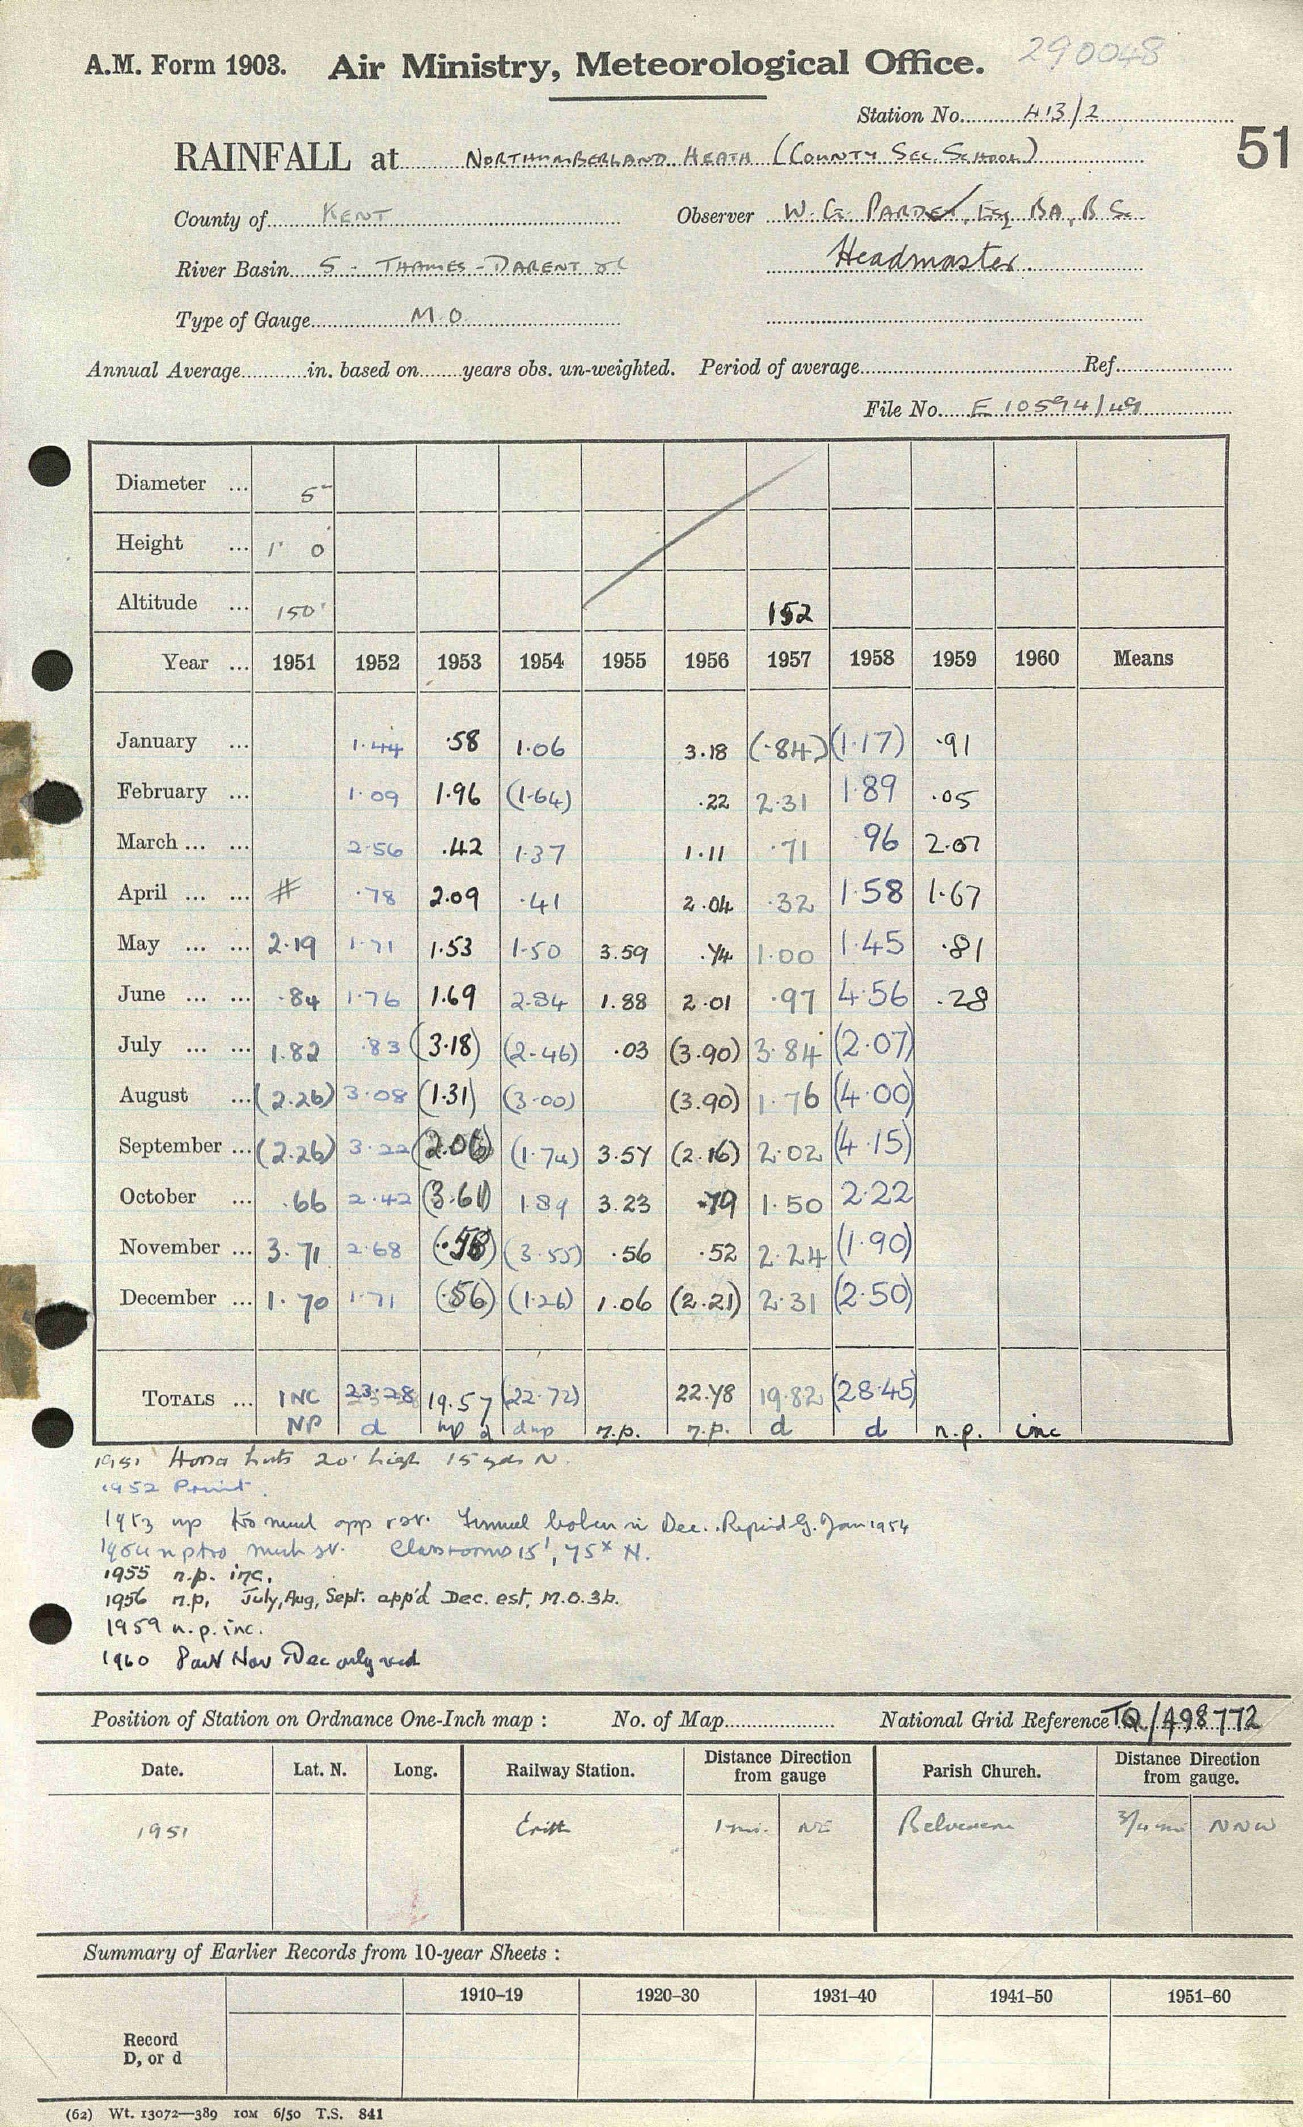 290048
A.M. Form 1903. Air Ministry, Meteorological Office.
Station No. 413/2
51
RAINFALL at NORTHUMBERLAND HEATH (COUNTY SEC. SCHOOL)
County of KENT Observer W. G. PARDEY, Esq BA, B Sc
River Basin 5 - THAMES - DARENT &c Headmaster.
Type of Gauge M.O
Annual Average in. based on years obs. un-weighted. Period of average Ref.
File No. E 10594/49
Diameter ... 5"
Height ... 1' 0"
Altitude ... 150' 152
Year ... 1951 1952 1953 1954 1955 1956 1957 1958 1959 1960 Means
January ... 1.44 .58 1.06 3.18 (.84) (1.17) .91
February ... 1.09 1.96 (1.64) .22 2.31 1.89 .05
March ... ... 2.56 .42 1.37 1.11 .71 .96 2.07
April ... ... # .78 2.09 .41 2.04 .32 1.58 1.67
May ... ... 2.19 1.71 1.53 1.50 3.59 .74 1.00 1.45 .81
June ... ... .84 1.76 1.69 2.84 1.88 2.01 .97 4.56 .28
July ... ... 1.82 .83 (3.18) (2.46) .03 (3.90) 3.84 (2.07)
August ... (2.26) 3.08 (1.31) (3.00) (3.90) 1.76 (4.00)
September ... (2.26) 3.22 (2.06) (1.74) 3.57 (2.16) 2.02 (4.15)
October ... .66 2.42 (3.61) 1.89 3.23 .79 1.50 2.22
November ... 3.71 2.68 (.58) (3.55) .56 .52 2.24 (1.90)
December ... 1.70 1.71 (.56) (1.26) 1.06 (2.21) 2.31 (2.50)
TOTALS ... INC 23.28 19.57 (22.72) 22.78 19.82 (28.45)
NP d np d dnp n.p. n.p. d d n.p. inc
1951 Horsa huts 20' high 15 yds N.
1952 Print.
1953 np too much app ror. Funnel broken in Dec. Repaired Jan 1954
1954 np too much st. Classrooms 15', 75x N.
1955 n.p. inc.
1956 n.p. July, Aug, Sept. app'd Dec. est, M.O.3b.
1959 n.p. inc.
1960 Part Nov Dec only recd
Position of Station on Ordnance One-Inch map : No. of Map National Grid Reference TQ/498772
Date. Lat. N. Long. Railway Station. Distance Direction from gauge Parish Church. Distance Direction from gauge.
1951 Erith 1 mi. NE Belvedere 3/4 mi NNW
Summary of Earlier Records from 10-year Sheets :
1910–19 1920–30 1931–40 1941–50 1951–60
Record
D, or d
(62) Wt. 13072—389 10M 6/50 T.S. 841